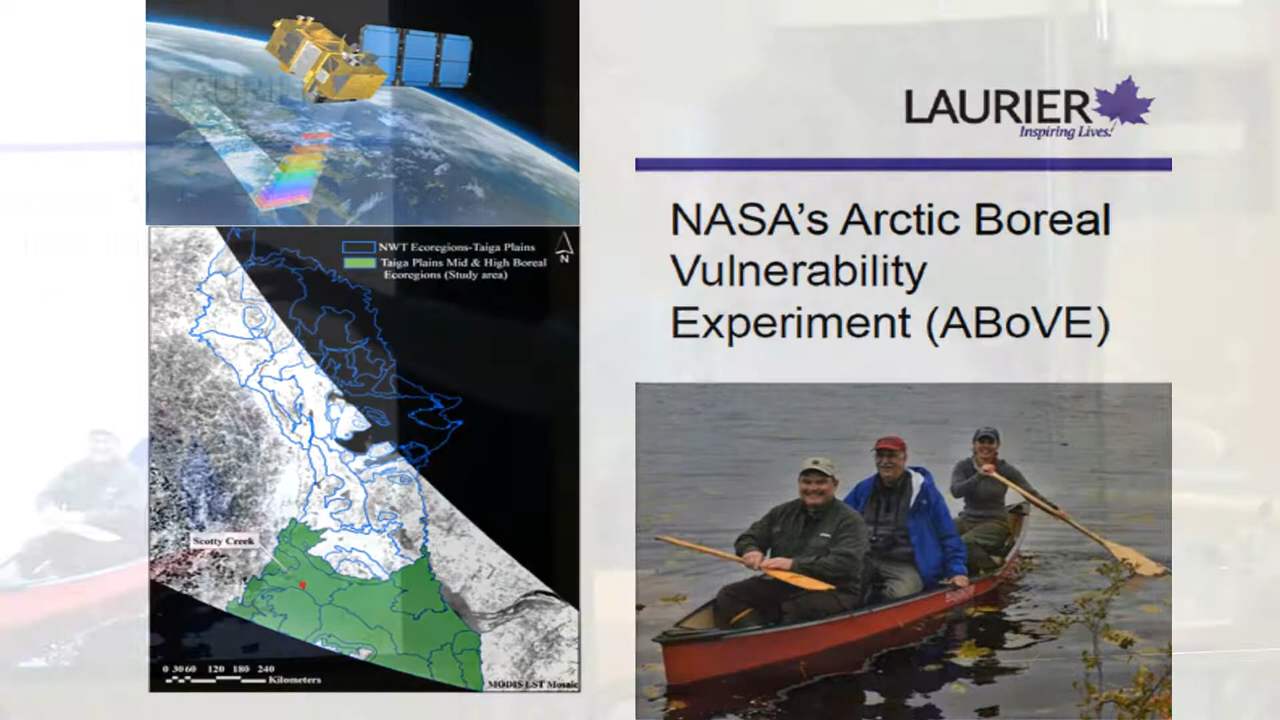 LAURIER
Inspiring Lives!
NASA's Arctic Boreal
Vulnerability
Experiment (ABoVE)
NWT Ecoregions-Taiga Plains
Taiga Plains Mid & High Boreal
Ecoregions (Study area)
N
Scotty Creek
0 30 60 120 180 240
Kilometers
MODIS LST Mosaic
LAURIER